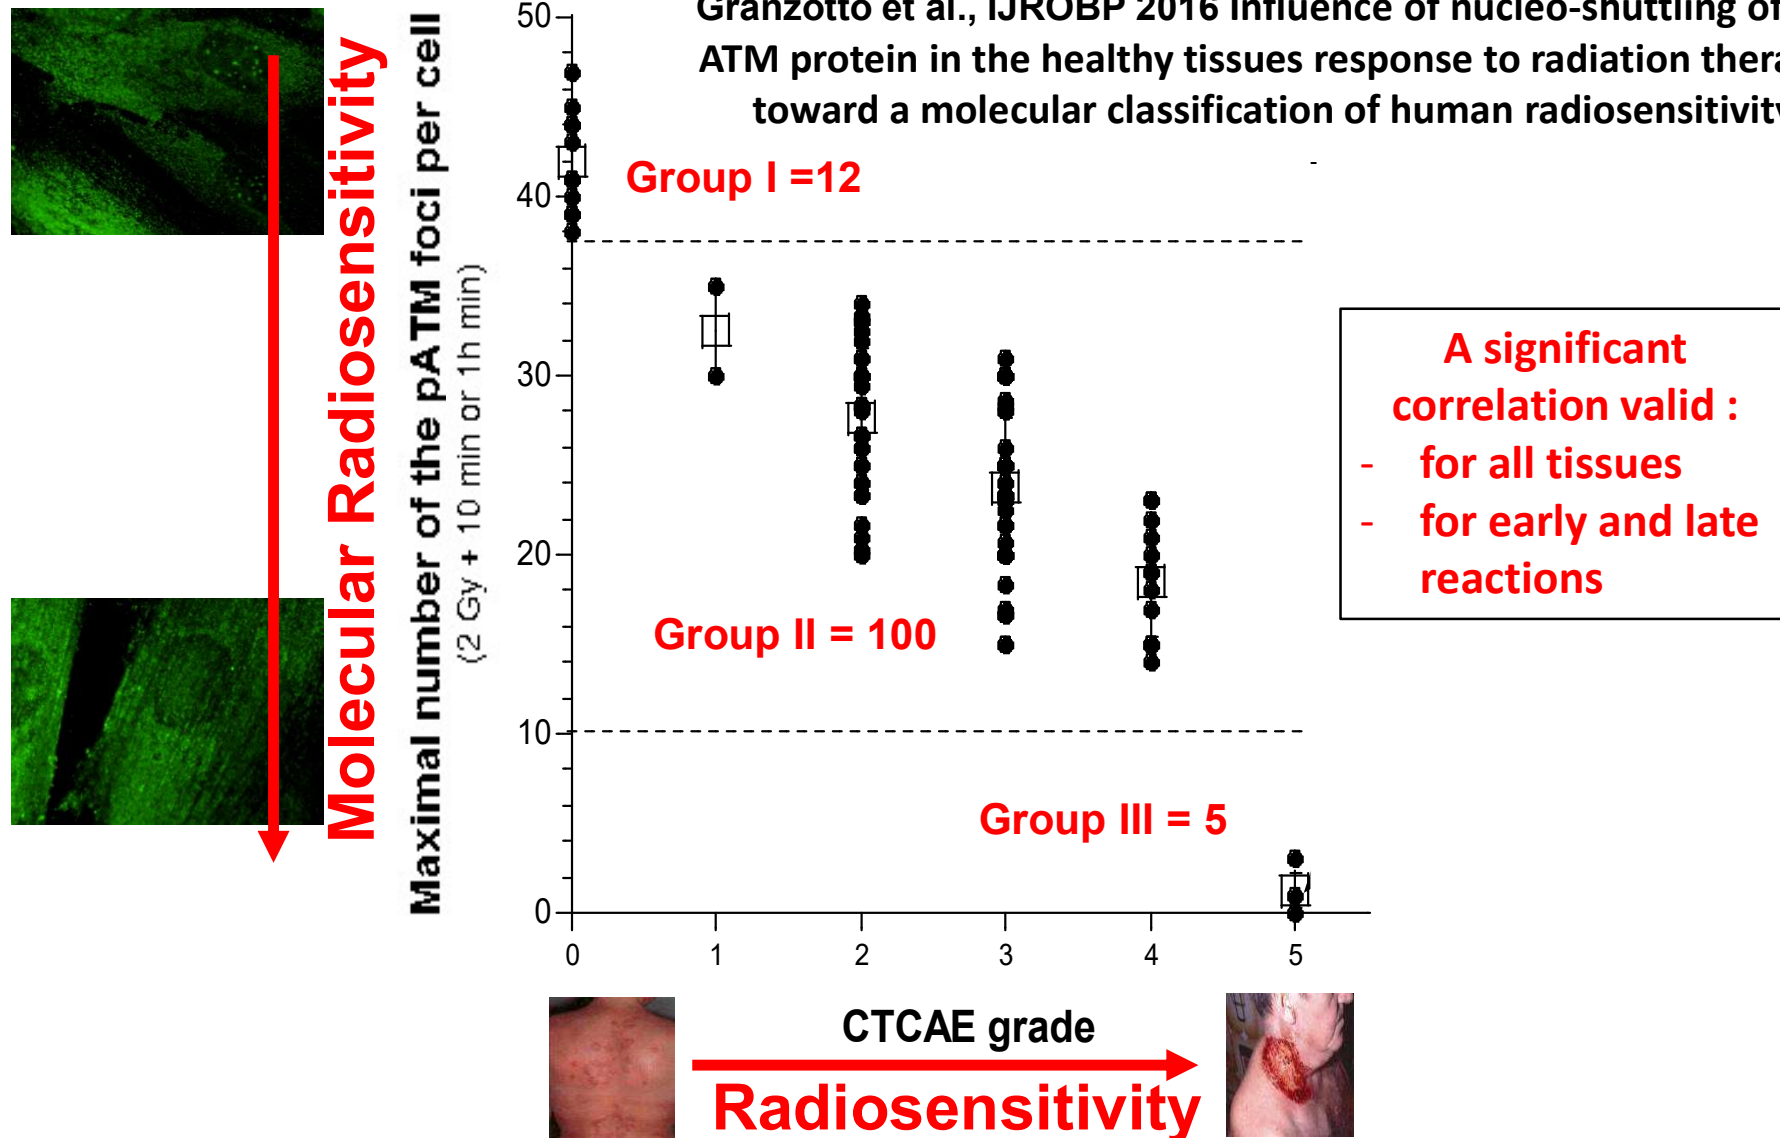 Granzotto et al., IJROBP 2016 Influence of nucleo-shuttling of
ATM protein in the healthy tissues response to radiation thera
toward a molecular classification of human radiosensitivity
Molecular Radiosensitivity
Maximal number of the pATM foci per cell
(2 Gy + 10 min or 1h min)
50
40
30
20
10
0
Group I =12
-
Group II = 100
Group III = 5
A significant
correlation valid :
- for all tissues
- for early and late
reactions
0 1 2 3 4 5
CTCAE grade
Radiosensitivity